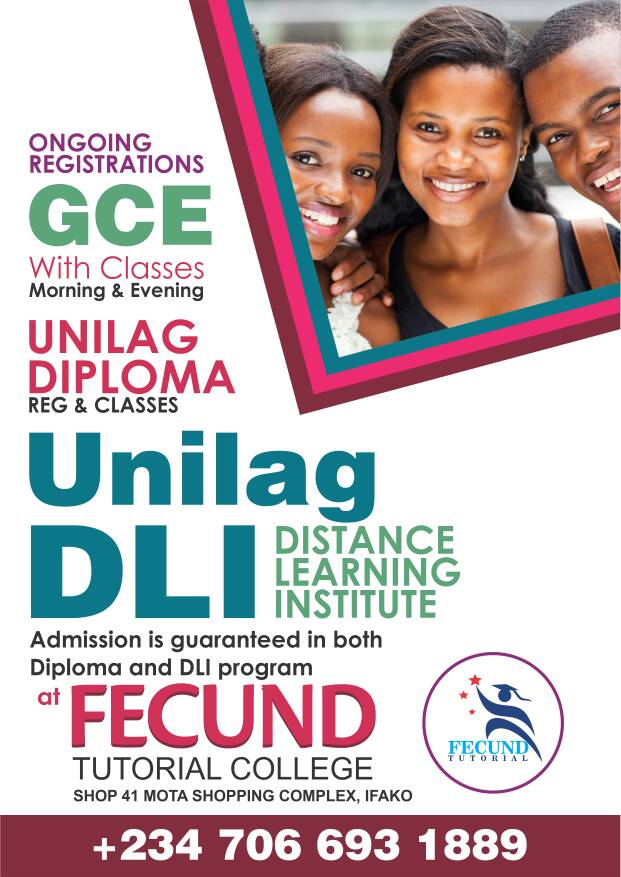 ONGOING
REGISTRATIONS
GCE
With Classes
Morning & Evening
UNILAG
DIPLOMA
REG & CLASSES
Unilag
DLI
DISTANCE
LEARNING
INSTITUTE
Admission is guaranteed in both
Diploma and DLI program
at FECUND
TUTORIAL COLLEGE
SHOP 41 MOTA SHOPPING COMPLEX, IFAKO
FECUND
TUTORIAL
+234 706 693 1889